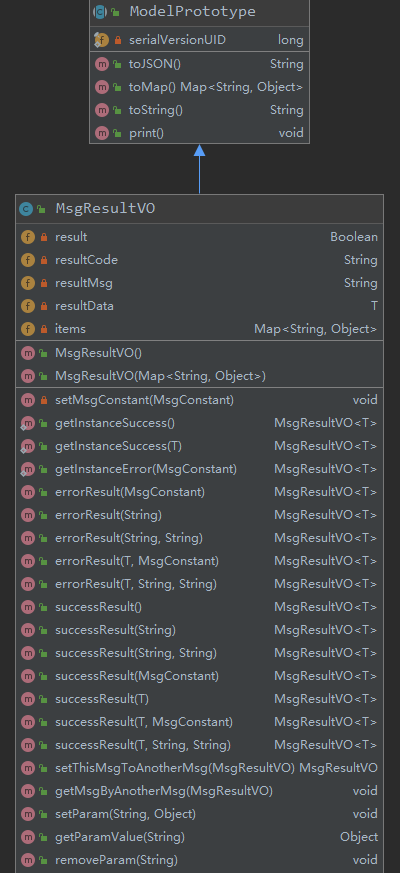 ModelPrototype
serialVersionUID long
toJSON() String
toMap() Map<String, Object>
toString() String
print() void
MsgResultVO
result Boolean
resultCode String
resultMsg String
resultData T
items Map<String, Object>
MsgResultVO()
MsgResultVO(Map<String, Object>)
setMsgConstant(MsgConstant) void
getInstanceSuccess() MsgResultVO<T>
getInstanceSuccess(T) MsgResultVO<T>
getInstanceError(MsgConstant) MsgResultVO<T>
errorResult(MsgConstant) MsgResultVO<T>
errorResult(String) MsgResultVO<T>
errorResult(String, String) MsgResultVO<T>
errorResult(T, MsgConstant) MsgResultVO<T>
errorResult(T, String, String) MsgResultVO<T>
successResult() MsgResultVO<T>
successResult(String) MsgResultVO<T>
successResult(String, String) MsgResultVO<T>
successResult(MsgConstant) MsgResultVO<T>
successResult(T) MsgResultVO<T>
successResult(T, MsgConstant) MsgResultVO<T>
successResult(T, String, String) MsgResultVO<T>
setThisMsgToAnotherMsg(MsgResultVO) MsgResultVO
getMsgByAnotherMsg(MsgResultVO) void
setParam(String, Object) void
getParamValue(String) Object
removeParam(String) void